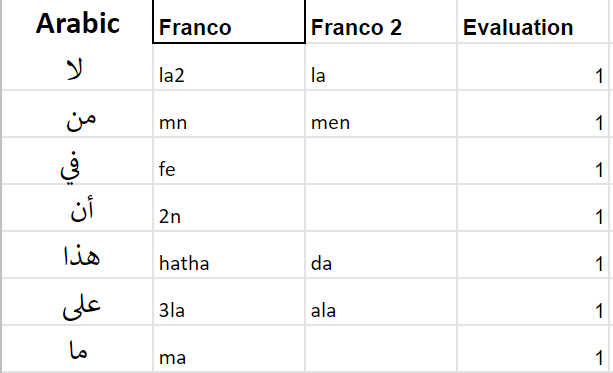 Arabic Franco Franco 2 Evaluation
لا la2 la 1
من mn men 1
في fe 1
أن 2n 1
هذا hatha da 1
على 3la ala 1
ما ma 1